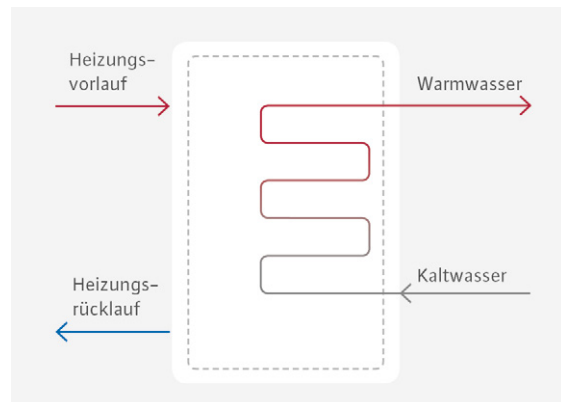 Heizungs-
vorlauf
Warmwasser
Heizungs-
rücklauf
Kaltwasser